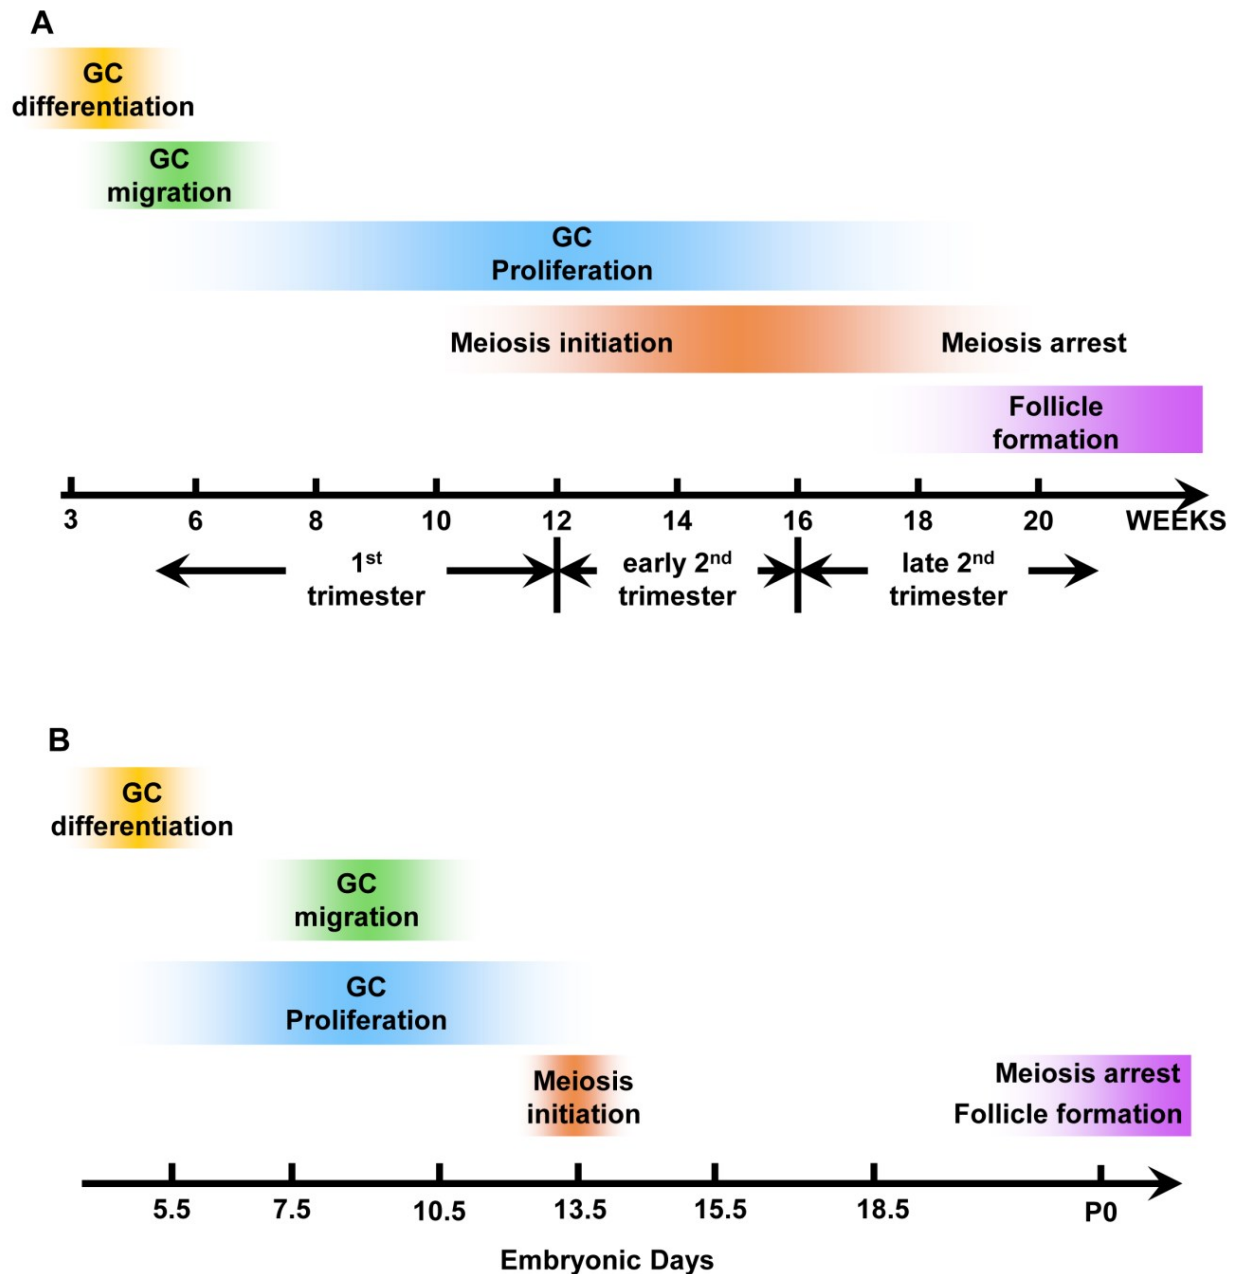 A
GC
differentiation
GC
migration
GC
Proliferation
Meiosis initiation
Meiosis arrest
Follicle
formation
3 6 8 10 12 14 16 18 20 WEEKS
1st
trimester
early 2nd
trimester
late 2nd
trimester
B
GC
differentiation
GC
migration
GC
Proliferation
Meiosis
initiation
Meiosis arrest
Follicle formation
5.5 7.5 10.5 13.5 15.5 18.5 P0
Embryonic Days